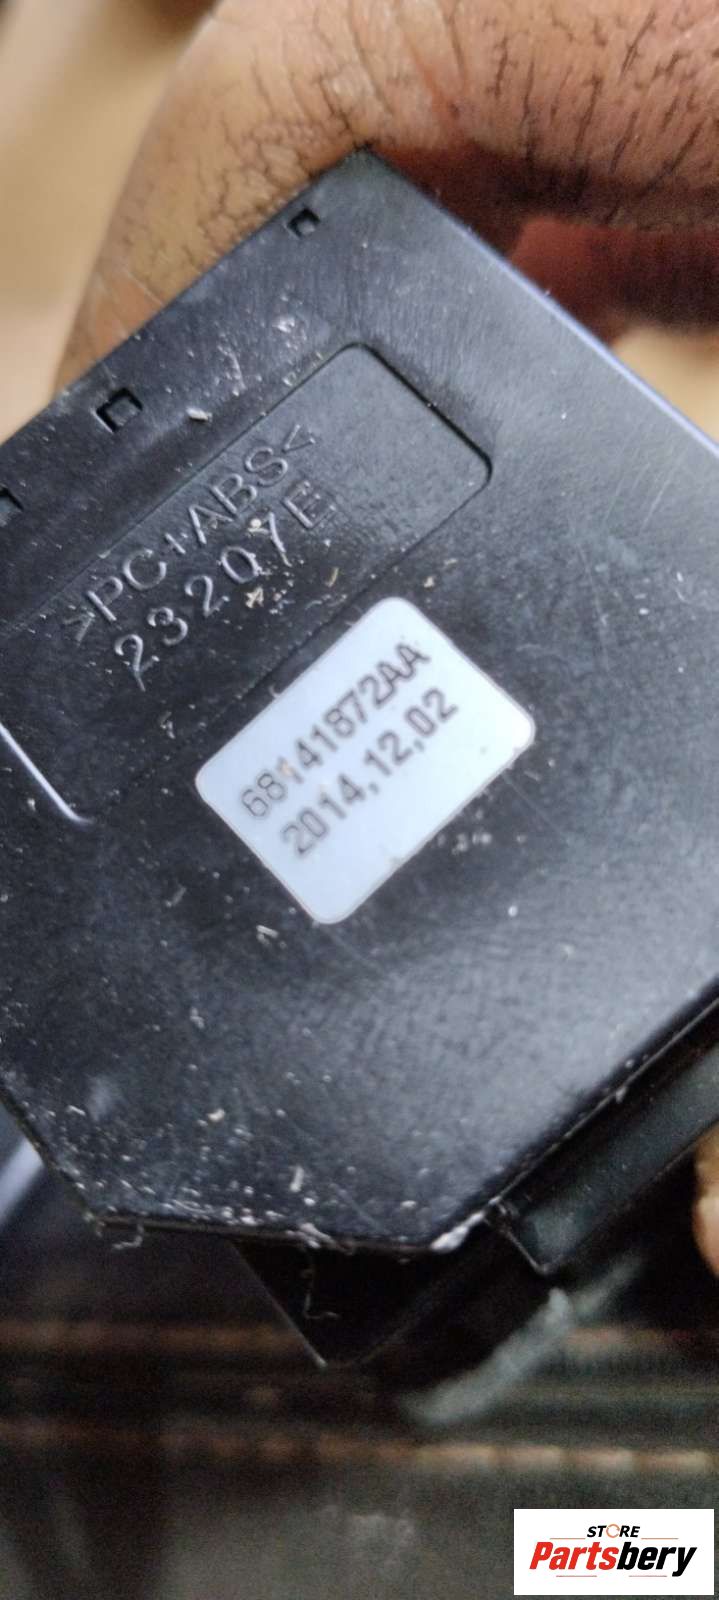 >PC+ABS<
23207E
68141872AA
2014,12,02
STORE
Partsbery